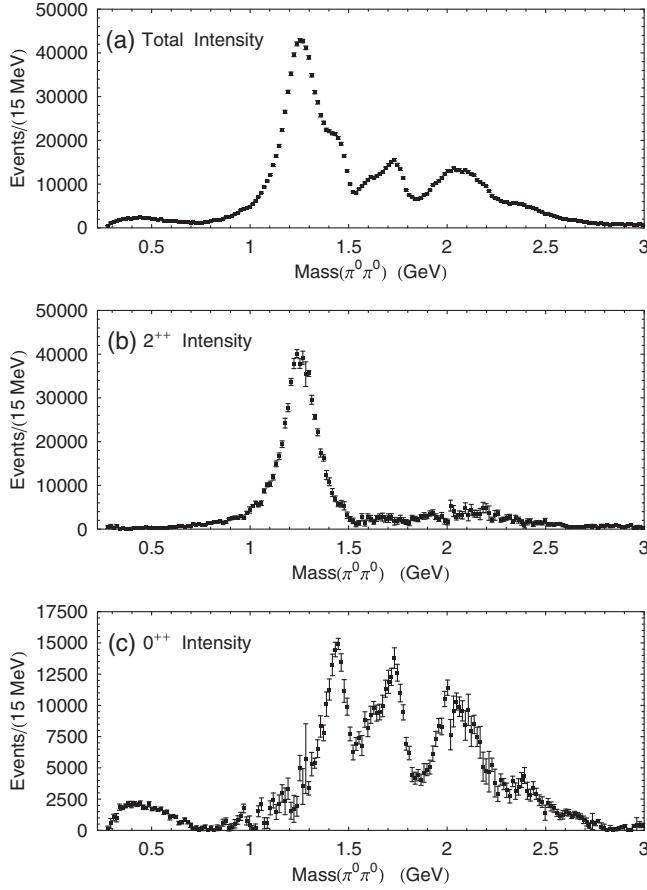 50000
(a) Total Intensity
40000
30000
20000
10000
0
Events/(15 MeV)
0.5 1 1.5 2 2.5 3
Mass(π⁰π⁰) (GeV)
50000
(b) 2⁺⁺ Intensity
40000
30000
20000
10000
0
Events/(15 MeV)
0.5 1 1.5 2 2.5 3
Mass(π⁰π⁰) (GeV)
17500
(c) 0⁺⁺ Intensity
15000
12500
10000
7500
5000
2500
0
Events/(15 MeV)
0.5 1 1.5 2 2.5 3
Mass(π⁰π⁰) (GeV)